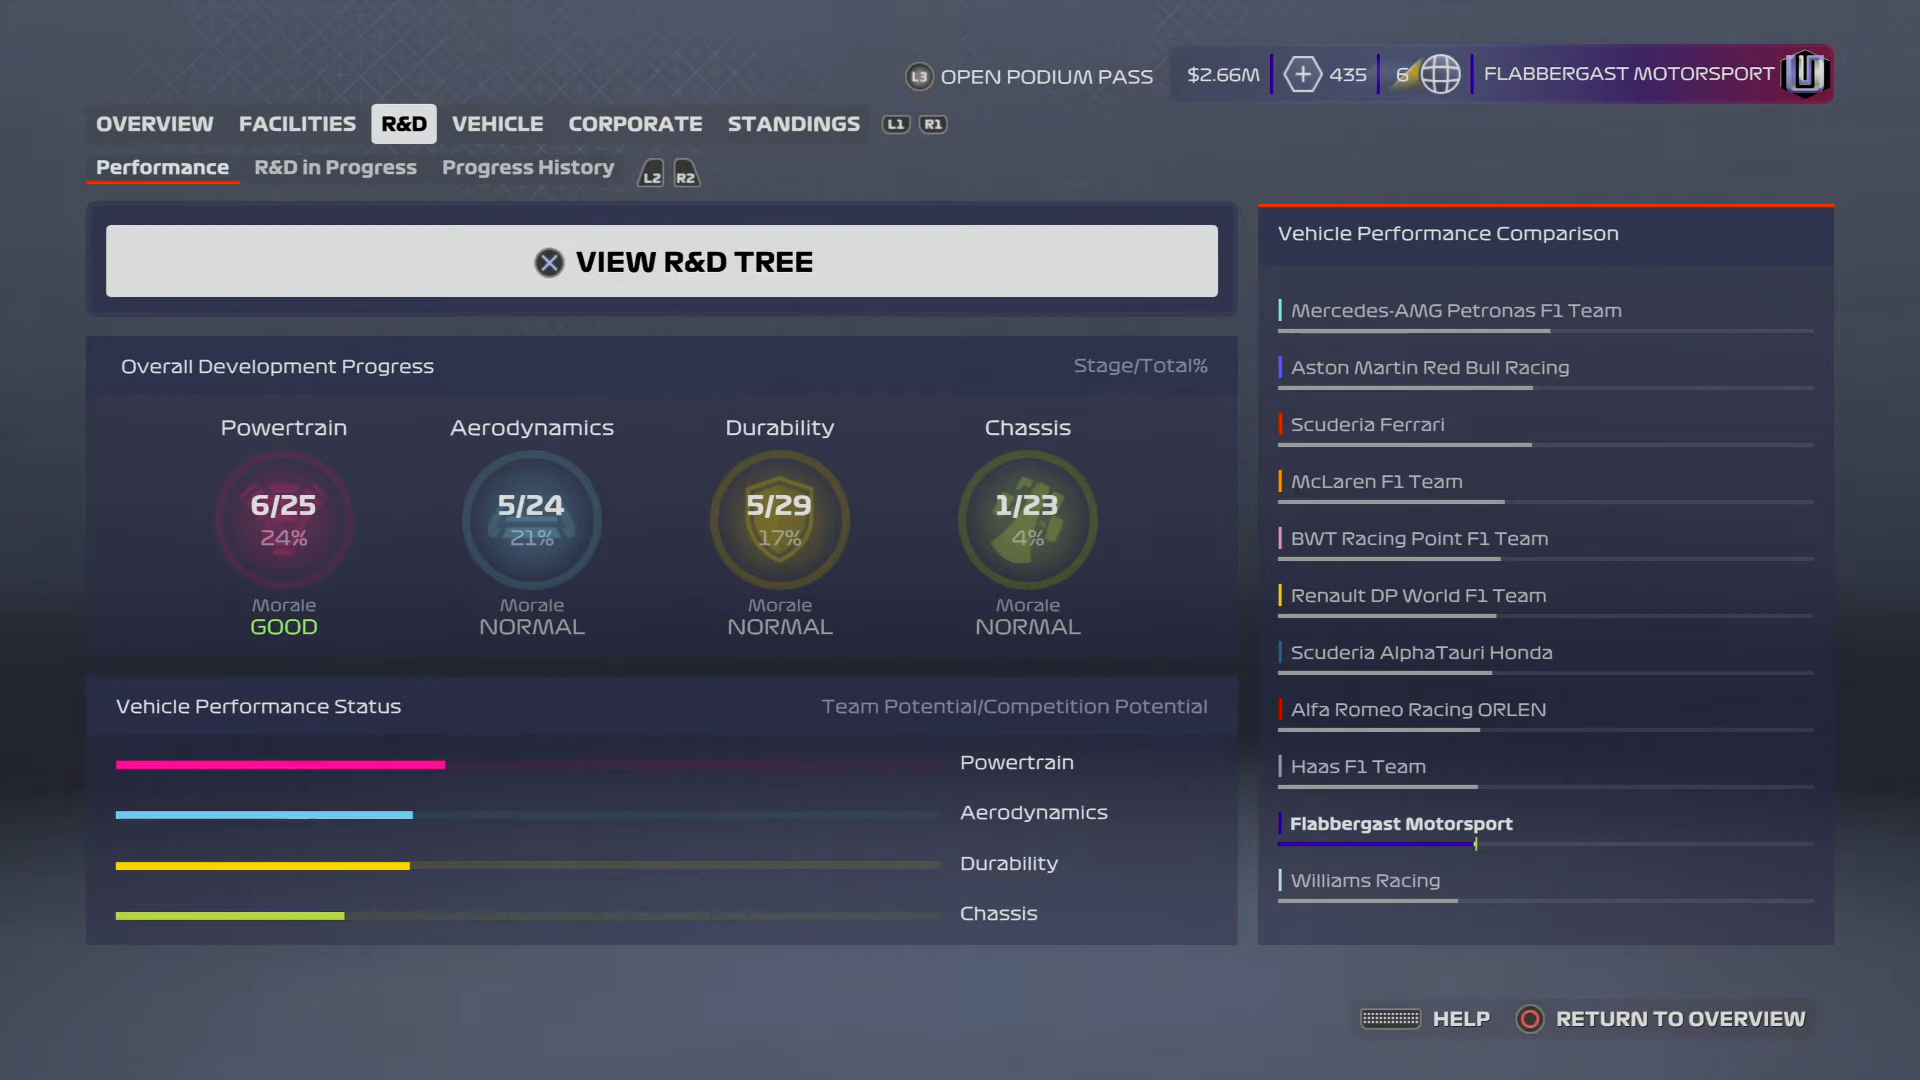 L3 OPEN PODIUM PASS $2.66M 435 6 FLABBERGAST MOTORSPORT
OVERVIEW FACILITIES R&D VEHICLE CORPORATE STANDINGS L1 R1
Performance R&D in Progress Progress History L2 R2
VIEW R&D TREE
Overall Development Progress Stage/Total%
Powertrain Aerodynamics Durability Chassis
6/25 5/24 5/29 1/23
24% 21% 17% 4%
Morale Morale Morale Morale
GOOD NORMAL NORMAL NORMAL
Vehicle Performance Status Team Potential/Competition Potential
Powertrain
Aerodynamics
Durability
Chassis
Vehicle Performance Comparison
Mercedes-AMG Petronas F1 Team
Aston Martin Red Bull Racing
Scuderia Ferrari
McLaren F1 Team
BWT Racing Point F1 Team
Renault DP World F1 Team
Scuderia AlphaTauri Honda
Alfa Romeo Racing ORLEN
Haas F1 Team
Flabbergast Motorsport
Williams Racing
HELP RETURN TO OVERVIEW